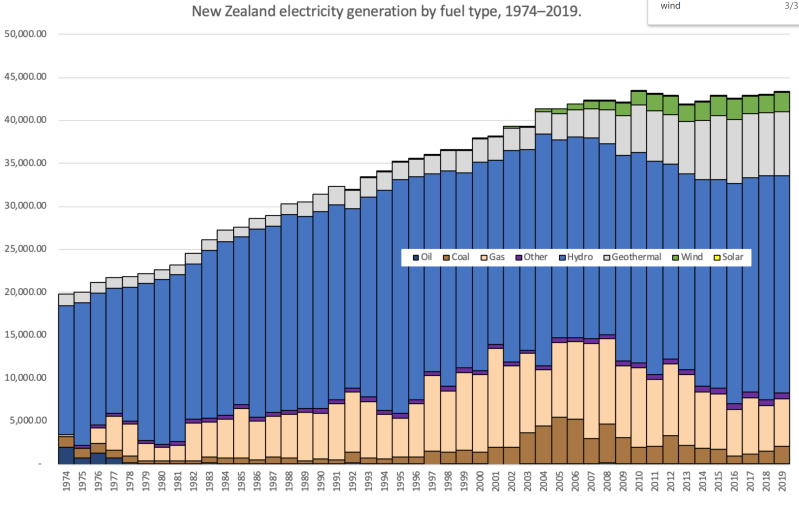 New Zealand electricity generation by fuel type, 1974–2019.
wind 3/3
50,000.00
45,000.00
40,000.00
35,000.00
30,000.00
25,000.00
20,000.00
15,000.00
10,000.00
5,000.00
-
Oil Coal Gas Other Hydro Geothermal Wind Solar
1974 1975 1976 1977 1978 1979 1980 1981 1982 1983 1984 1985 1986 1987 1988 1989 1990 1991 1992 1993 1994 1995 1996 1997 1998 1999 2000 2001 2002 2003 2004 2005 2006 2007 2008 2009 2010 2011 2012 2013 2014 2015 2016 2017 2018 2019